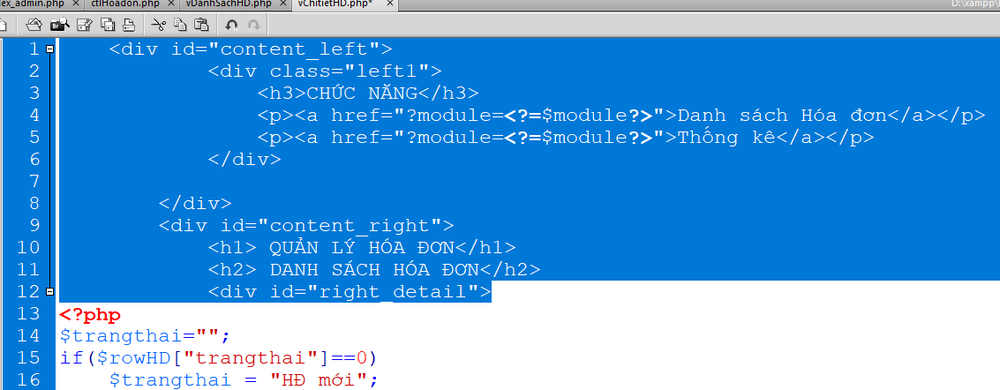 lex_admin.php × ctlHoadon.php × vDanhSachHD.php × vChitietHD.php* × D:\xampp\
1 <div id="content_left">
2 <div class="left1">
3 <h3>CHỨC NĂNG</h3>
4 <p><a href="?module=<?=$module?>">Danh sách Hóa đơn</a></p>
5 <p><a href="?module=<?=$module?>">Thống kê</a></p>
6 </div>
7
8 </div>
9 <div id="content_right">
10 <h1> QUẢN LÝ HÓA ĐƠN</h1>
11 <h2> DANH SÁCH HÓA ĐƠN</h2>
12 <div id="right_detail">
13 <?php
14 $trangthai="";
15 if($rowHD["trangthai"]==0)
16 $trangthai = "HĐ mới";